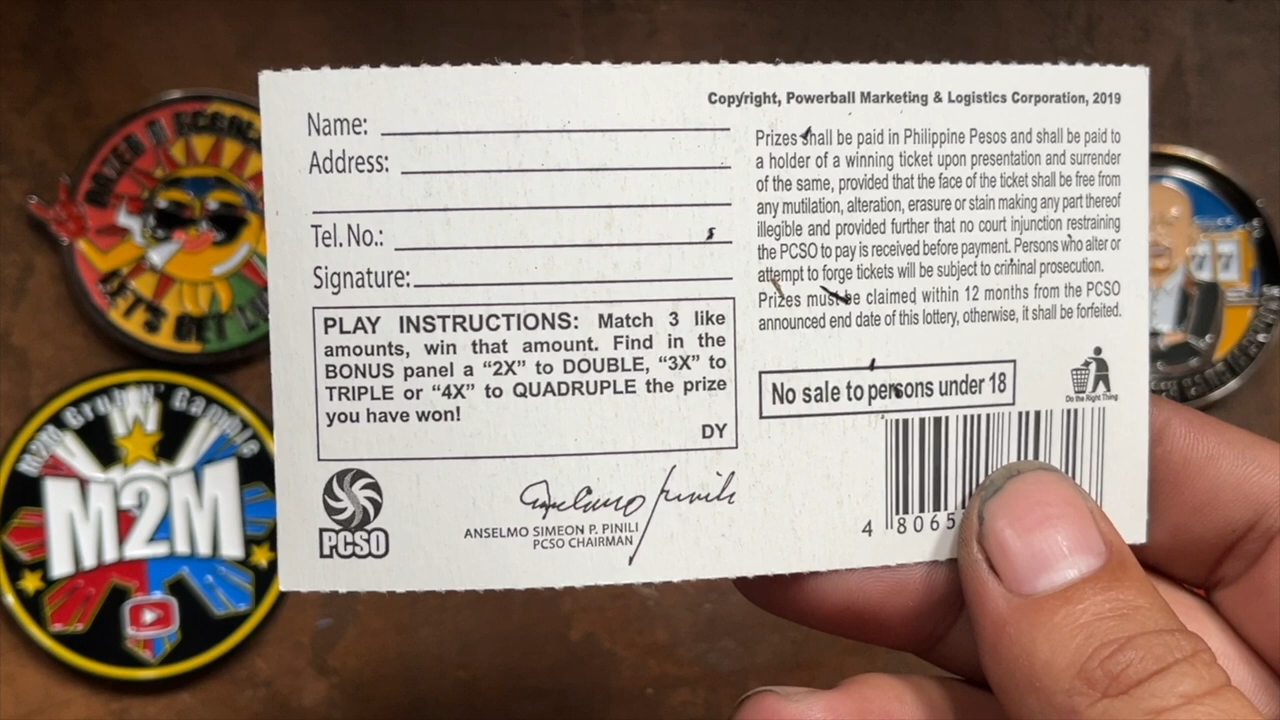 Copyright, Powerball Marketing & Logistics Corporation, 2019
Name:
Address:
Tel. No.:
Signature:
PLAY INSTRUCTIONS: Match 3 like
amounts, win that amount. Find in the
BONUS panel a “2X” to DOUBLE, “3X” to
TRIPLE or “4X” to QUADRUPLE the prize
you have won!
DY
PCSO
ANSELMO SIMEON P. PINILI
PCSO CHAIRMAN
Prizes shall be paid in Philippine Pesos and shall be paid to
a holder of a winning ticket upon presentation and surrender
of the same, provided that the face of the ticket shall be free from
any mutilation, alteration, erasure or stain making any part thereof
illegible and provided further that no court injunction restraining
the PCSO to pay is received before payment. Persons who alter or
attempt to forge tickets will be subject to criminal prosecution.
Prizes must be claimed within 12 months from the PCSO
announced end date of this lottery, otherwise, it shall be forfeited.
No sale to persons under 18
Do the Right Thing
4 8065
LET'S GET
M2M Grub N' Gamble
M2M